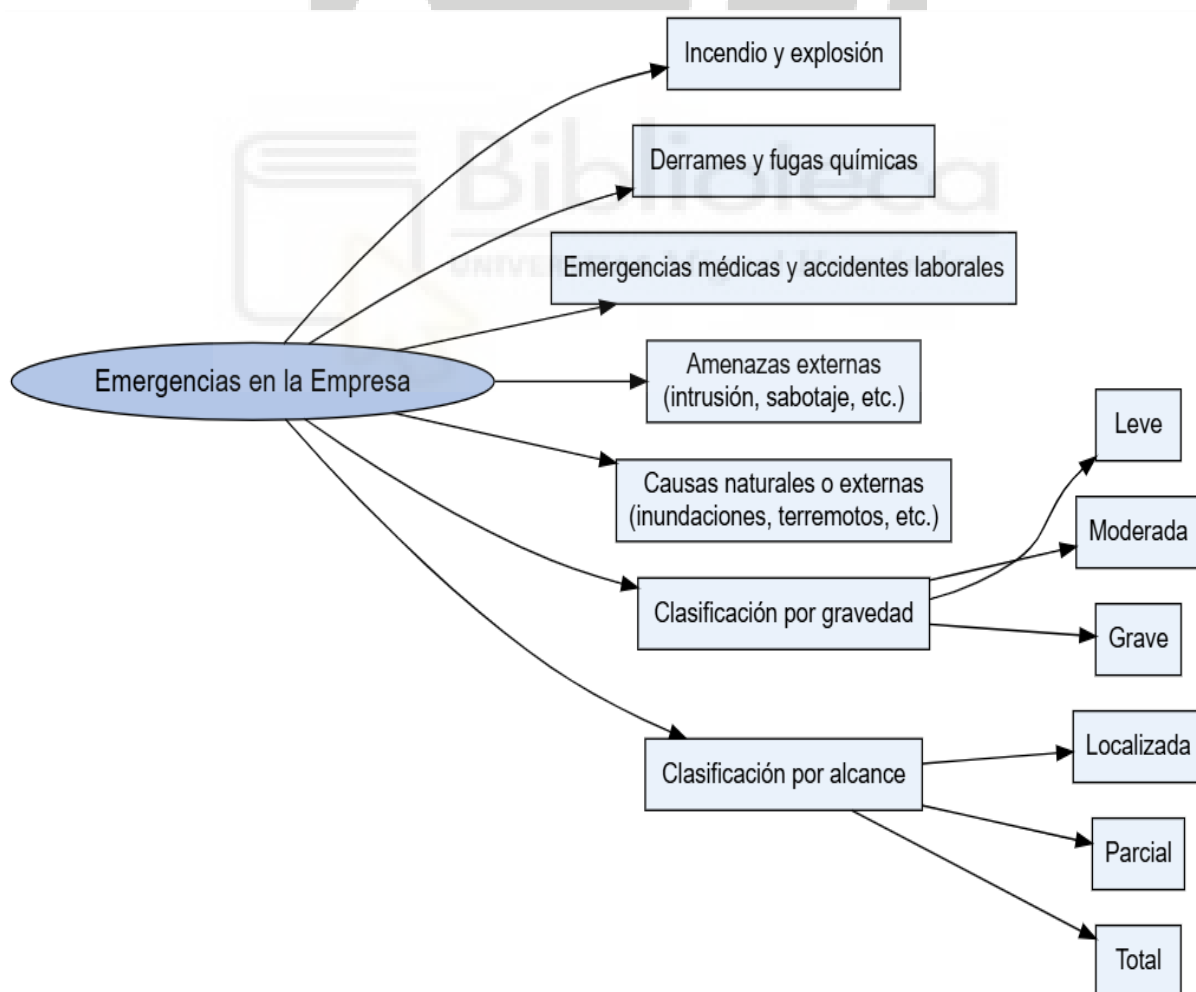 Incendio y explosión
Biblioteca
Derrames y fugas químicas
Emergencias médicas y accidentes laborales
Emergencias en la Empresa
Amenazas externas
(intrusión, sabotaje, etc.)
Causas naturales o externas
(inundaciones, terremotos, etc.)
Clasificación por gravedad
Leve
Moderada
Grave
Clasificación por alcance
Localizada
Parcial
Total